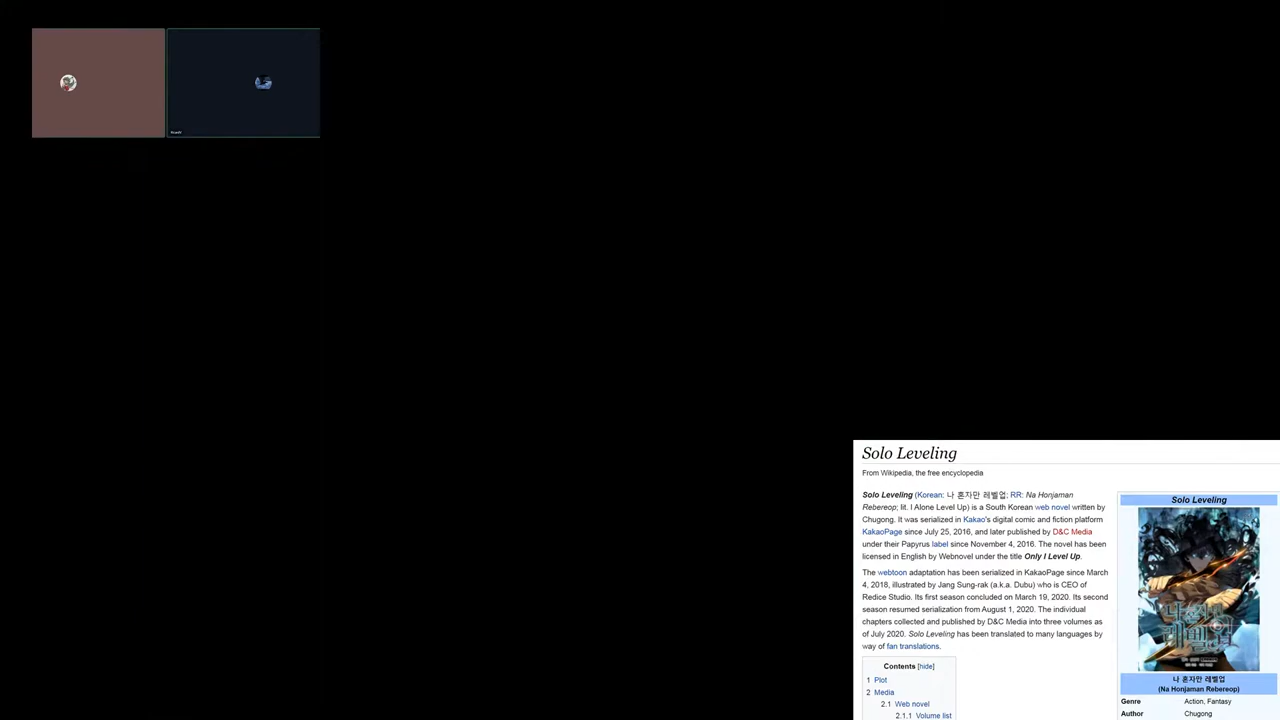 Solo Leveling
From Wikipedia, the free encyclopedia
Solo Leveling (Korean: 나 혼자만 레벨업; RR: Na Honjaman
Rebereop; lit. I Alone Level Up) is a South Korean web novel written by
Chugong. It was serialized in Kakao's digital comic and fiction platform
KakaoPage since July 25, 2016, and later published by D&C Media
under their Papyrus label since November 4, 2016. The novel has been
licensed in English by Webnovel under the title Only I Level Up.
The webtoon adaptation has been serialized in KakaoPage since March
4, 2018, illustrated by Jang Sung-rak (a.k.a. Dubu) who is CEO of
Redice Studio. Its first season concluded on March 19, 2020. Its second
season resumed serialization from August 1, 2020. The individual
chapters collected and published by D&C Media into three volumes as
of July 2020. Solo Leveling has been translated to many languages by
way of fan translations.
Contents [hide]
1 Plot
2 Media
2.1 Web novel
2.1.1 Volume list
Solo Leveling
나 혼자만
레벨업
나 혼자만 레벨업
(Na Honjaman Rebereop)
Genre Action, Fantasy
Author Chugong